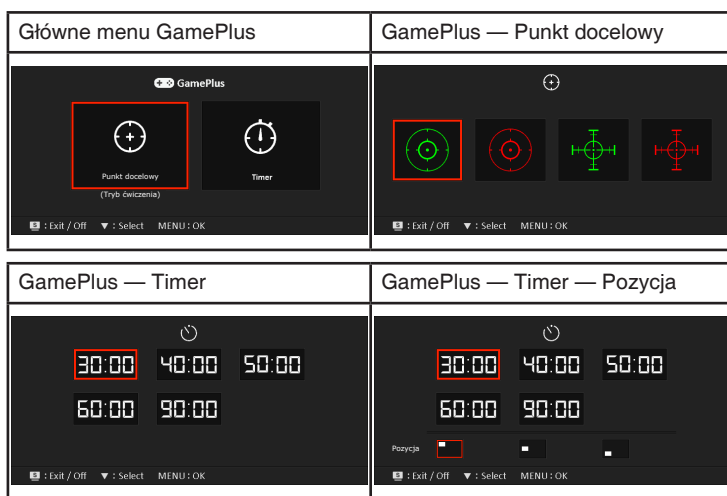 Główne menu GamePlus
GamePlus — Punkt docelowy
GamePlus
Punkt docelowy
(Tryb ćwiczenia)
Timer
S : Exit / Off ▼ : Select MENU : OK
S : Exit / Off ▼ : Select MENU : OK
GamePlus — Timer
GamePlus — Timer — Pozycja
30:00 40:00 50:00
60:00 90:00
S : Exit / Off ▼ : Select MENU : OK
30:00 40:00 50:00
60:00 90:00
Pozycja
S : Exit / Off ▼ : Select MENU : OK